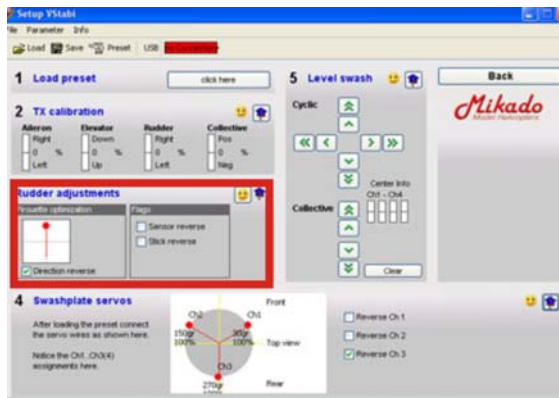 Setup VStabi
File Parameter Info
Load Save Preset USB No Connection
1 Load preset
click here
2 TX calibration
Aileron Elevator Rudder Collective
Right Down Right Pos
0 % 0 % 0 % 0 %
Left Up Left Neg
Rudder adjustments
Pirouette optimization
Direction reverse
Flags
Sensor reverse
Stick reverse
4 Swashplate servos
After loading the preset connect
the servo wires as shown here.
Notice the Ch1..Ch3(4)
assignments here.
Front
Ch2 Ch1
150gr 30gr
100% 100%
Top view
Ch3
270gr
Rear
Reverse Ch 1
Reverse Ch 2
Reverse Ch 3
5 Level swash
Cyclic
Center Info
Ch1 - Ch4
Collective
Clear
Back
Mikado
Model Helicopters